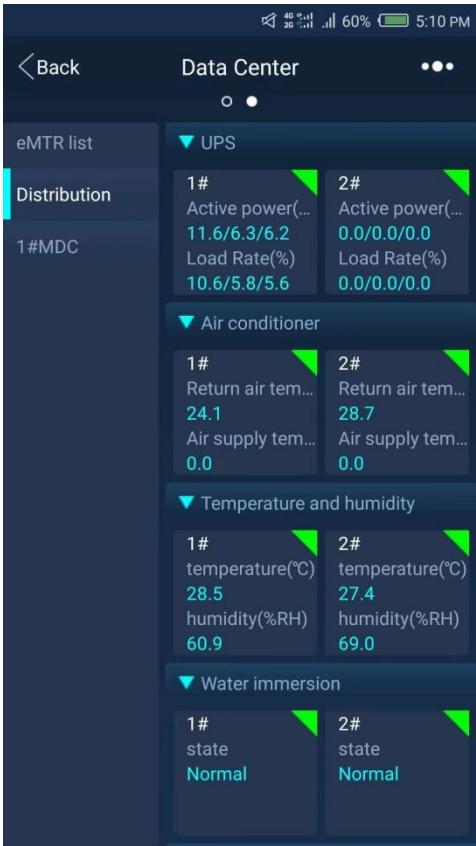 4G 2G 60% 5:10 PM
Back Data Center
eMTR list
Distribution
1#MDC
UPS
1# 2#
Active power(... Active power(...
11.6/6.3/6.2 0.0/0.0/0.0
Load Rate(%) Load Rate(%)
10.6/5.8/5.6 0.0/0.0/0.0
Air conditioner
1# 2#
Return air tem... Return air tem...
24.1 28.7
Air supply tem... Air supply tem...
0.0 0.0
Temperature and humidity
1# 2#
temperature(℃) temperature(℃)
28.5 27.4
humidity(%RH) humidity(%RH)
60.9 69.0
Water immersion
1# 2#
state state
Normal Normal